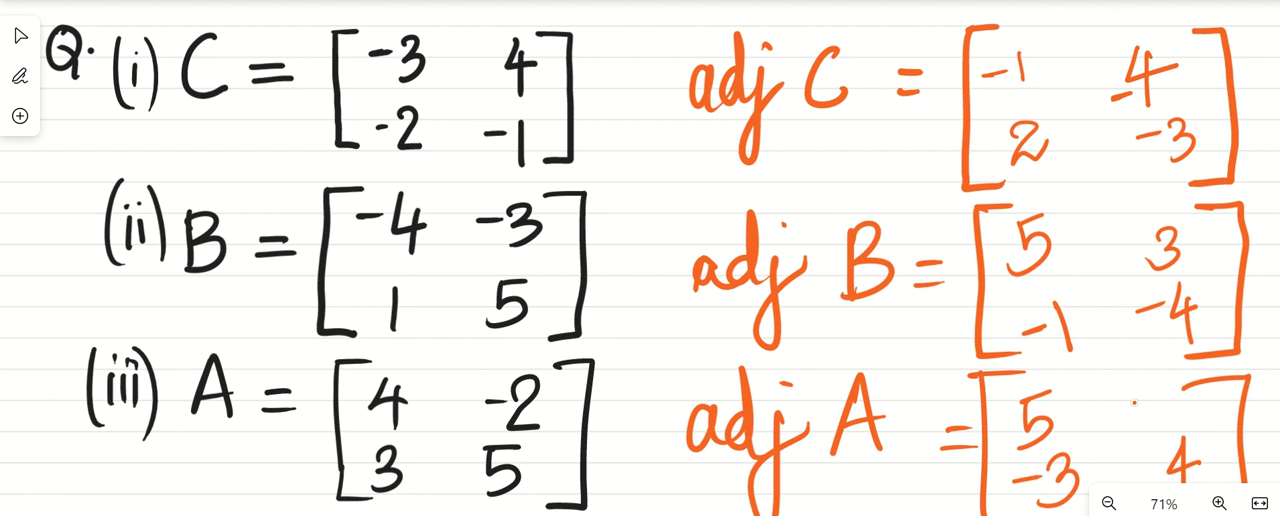 Q. (i) C = [-3 4 adj C = [-1 -4
-2 -1] 2 -3]
(ii) B = [-4 -3 adj B = [5 3
1 5] -1 -4]
(iii) A = [4 -2 adj A = [5
3 5] -3 4]
71%